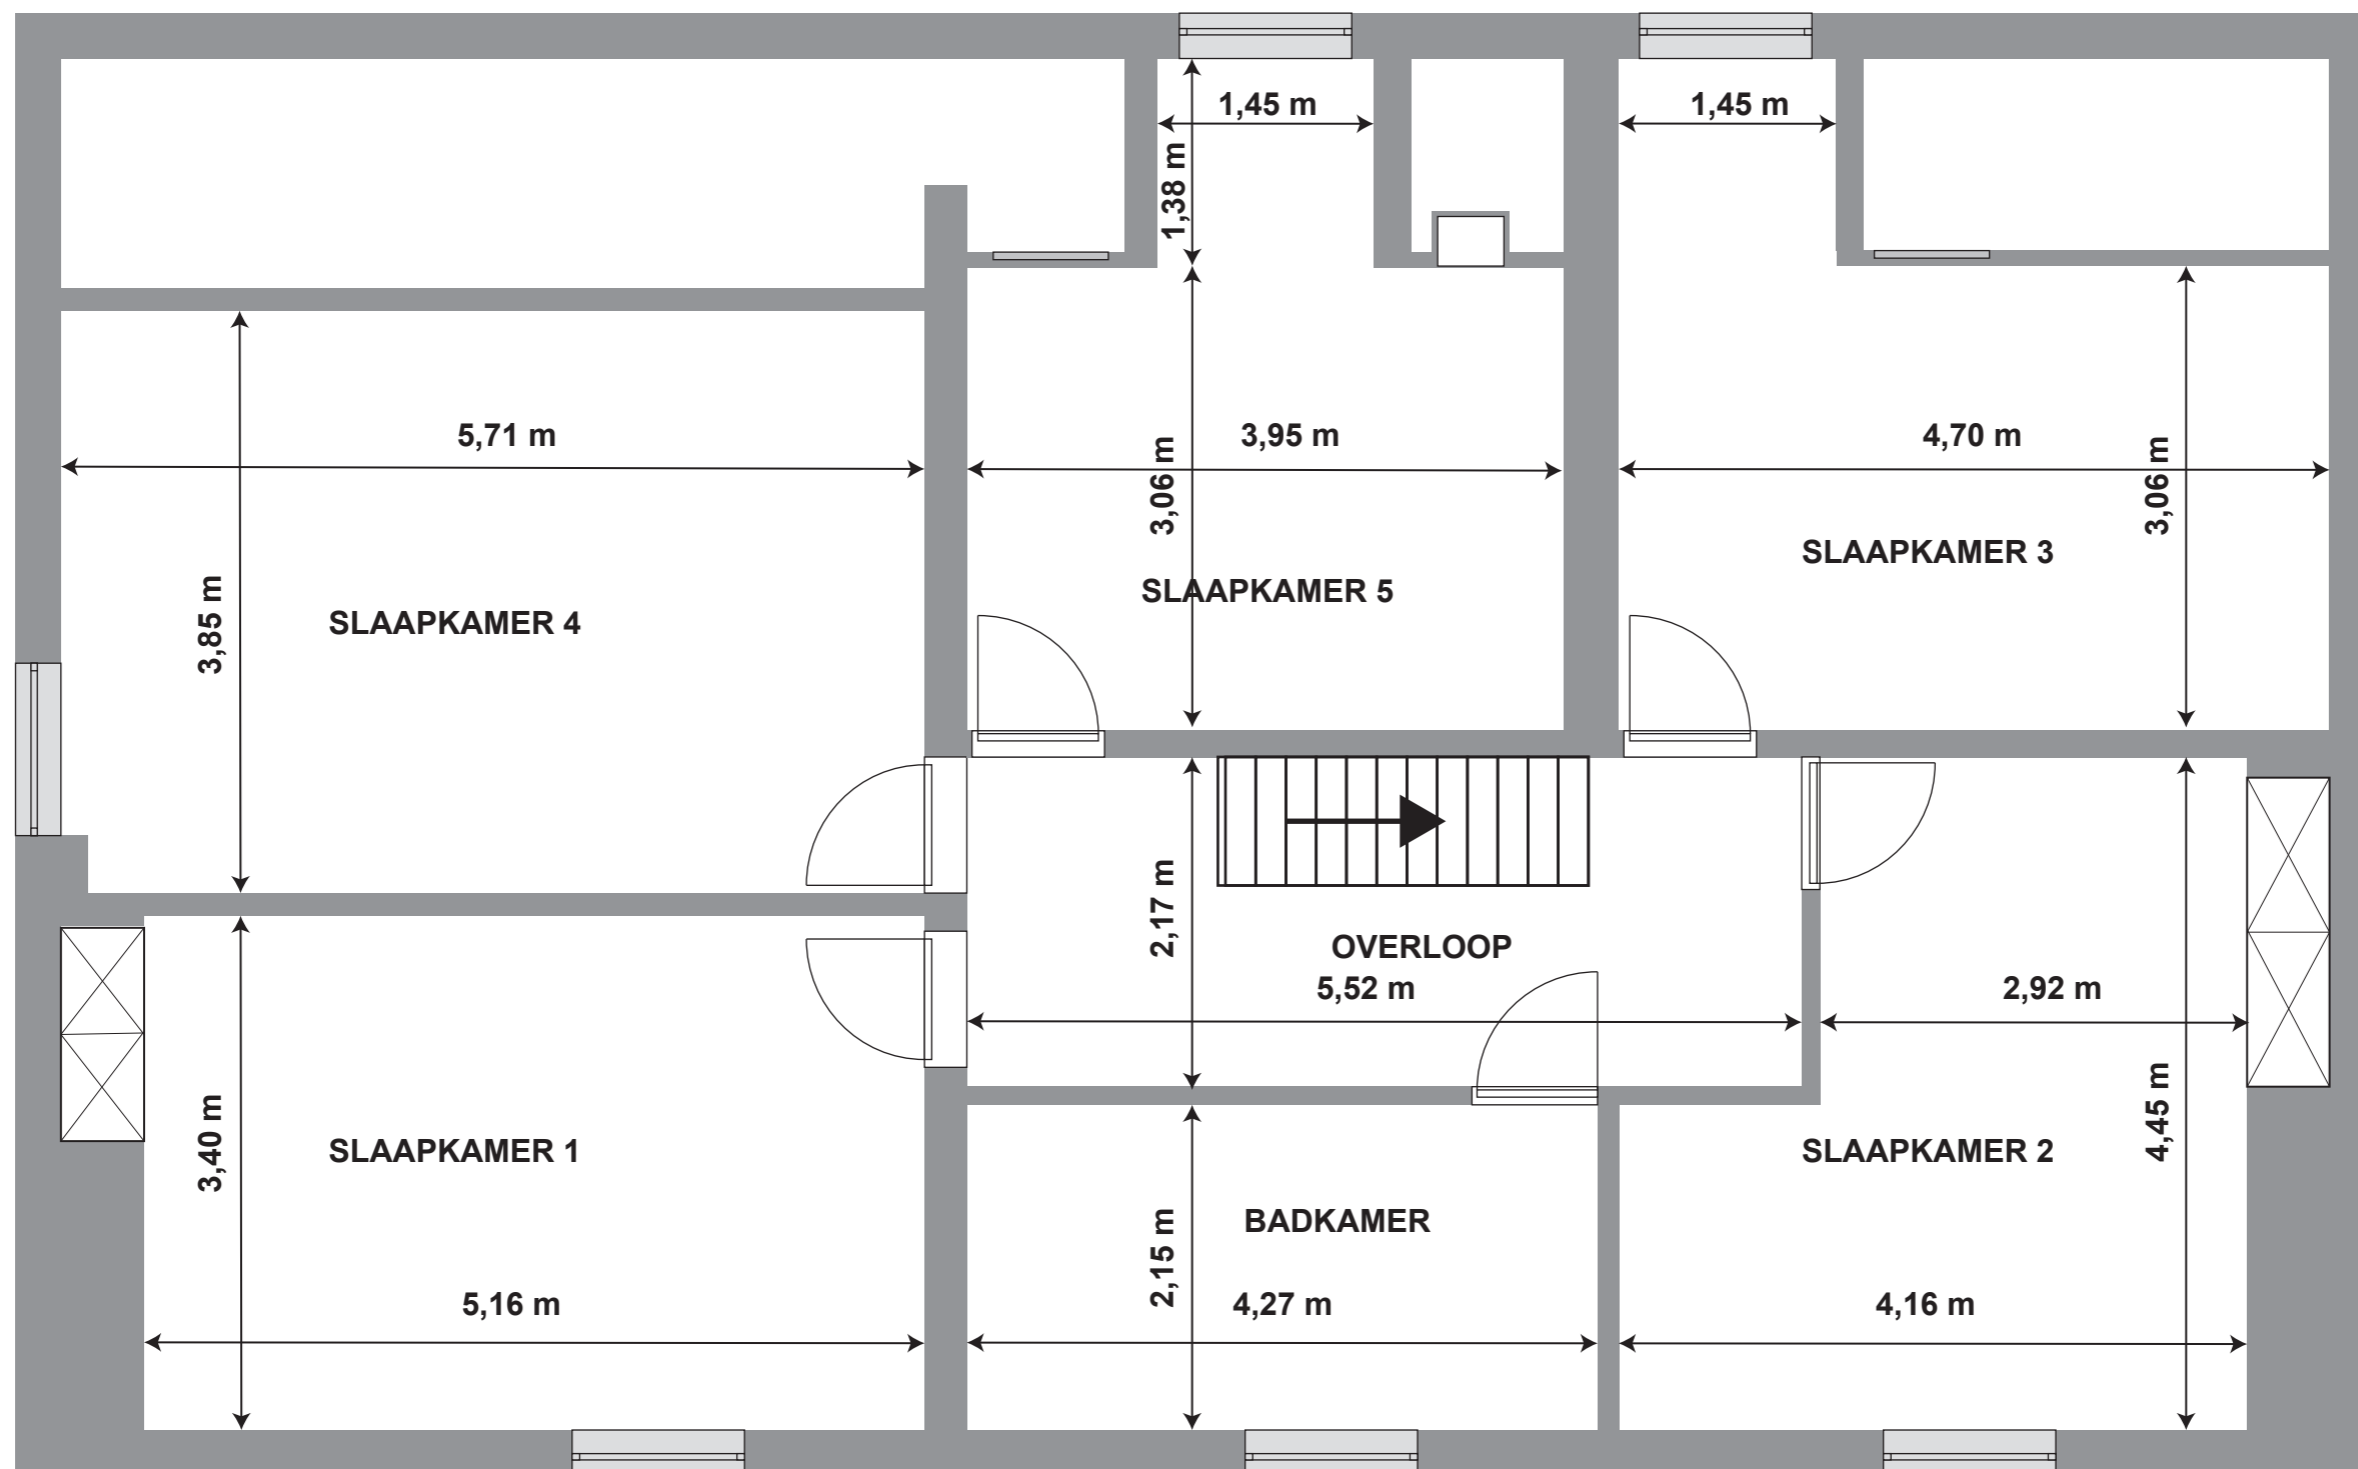 1,45 m
1,45 m
1,38 m
5,71 m
3,95 m
4,70 m
3,06 m
3,06 m
SLAAPKAMER 3
SLAAPKAMER 5
SLAAPKAMER 4
3,85 m
2,17 m
OVERLOOP
5,52 m
2,92 m
4,45 m
3,40 m
SLAAPKAMER 1
SLAAPKAMER 2
BADKAMER
2,15 m
5,16 m
4,27 m
4,16 m